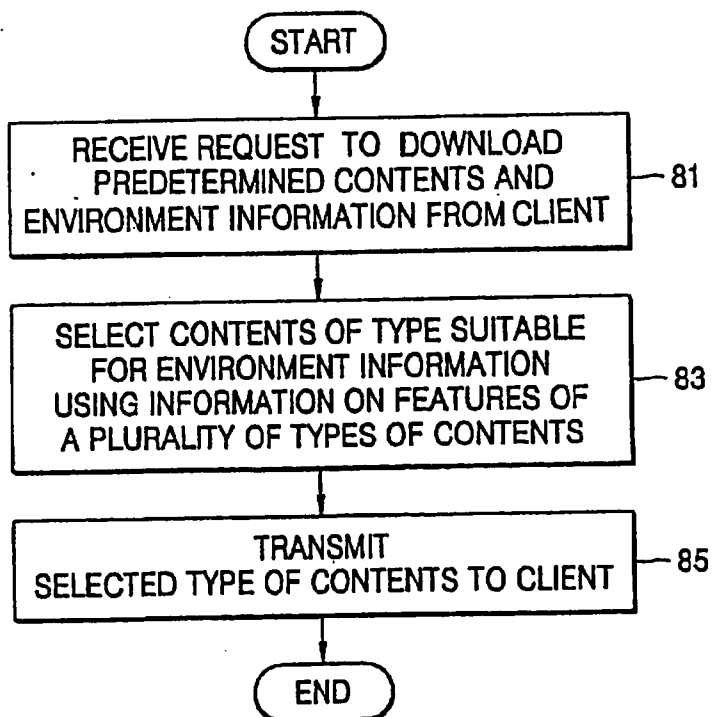 START
RECEIVE REQUEST TO DOWNLOAD
PREDETERMINED CONTENTS AND
ENVIRONMENT INFORMATION FROM CLIENT
81
SELECT CONTENTS OF TYPE SUITABLE
FOR ENVIRONMENT INFORMATION
USING INFORMATION ON FEATURES OF
A PLURALITY OF TYPES OF CONTENTS
83
TRANSMIT
SELECTED TYPE OF CONTENTS TO CLIENT
85
END